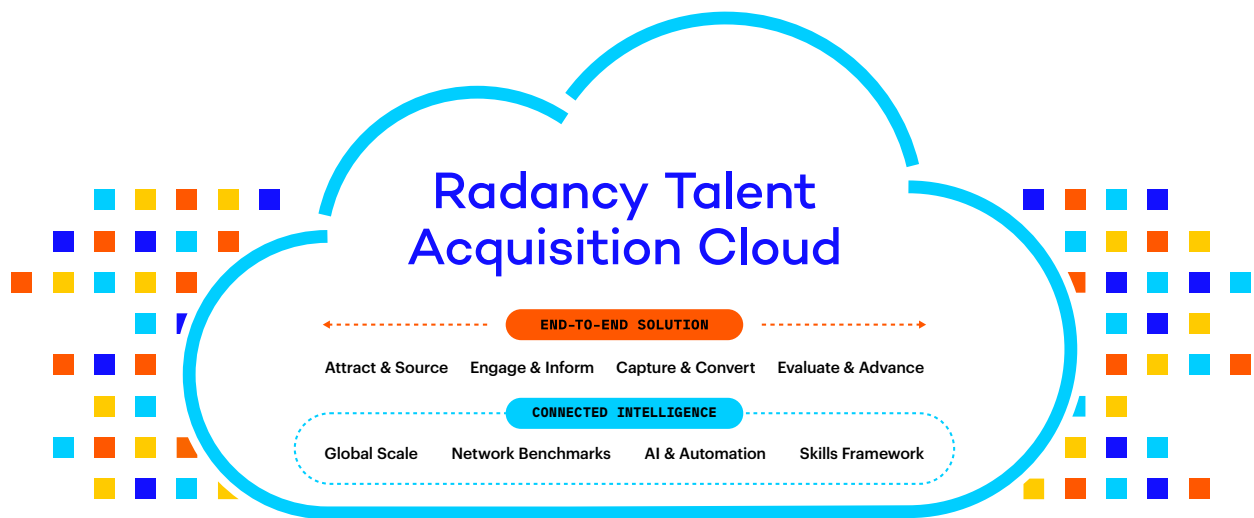 Radancy Talent
Acquisition Cloud
END-TO-END SOLUTION
Attract & Source Engage & Inform Capture & Convert Evaluate & Advance
CONNECTED INTELLIGENCE
Global Scale Network Benchmarks AI & Automation Skills Framework